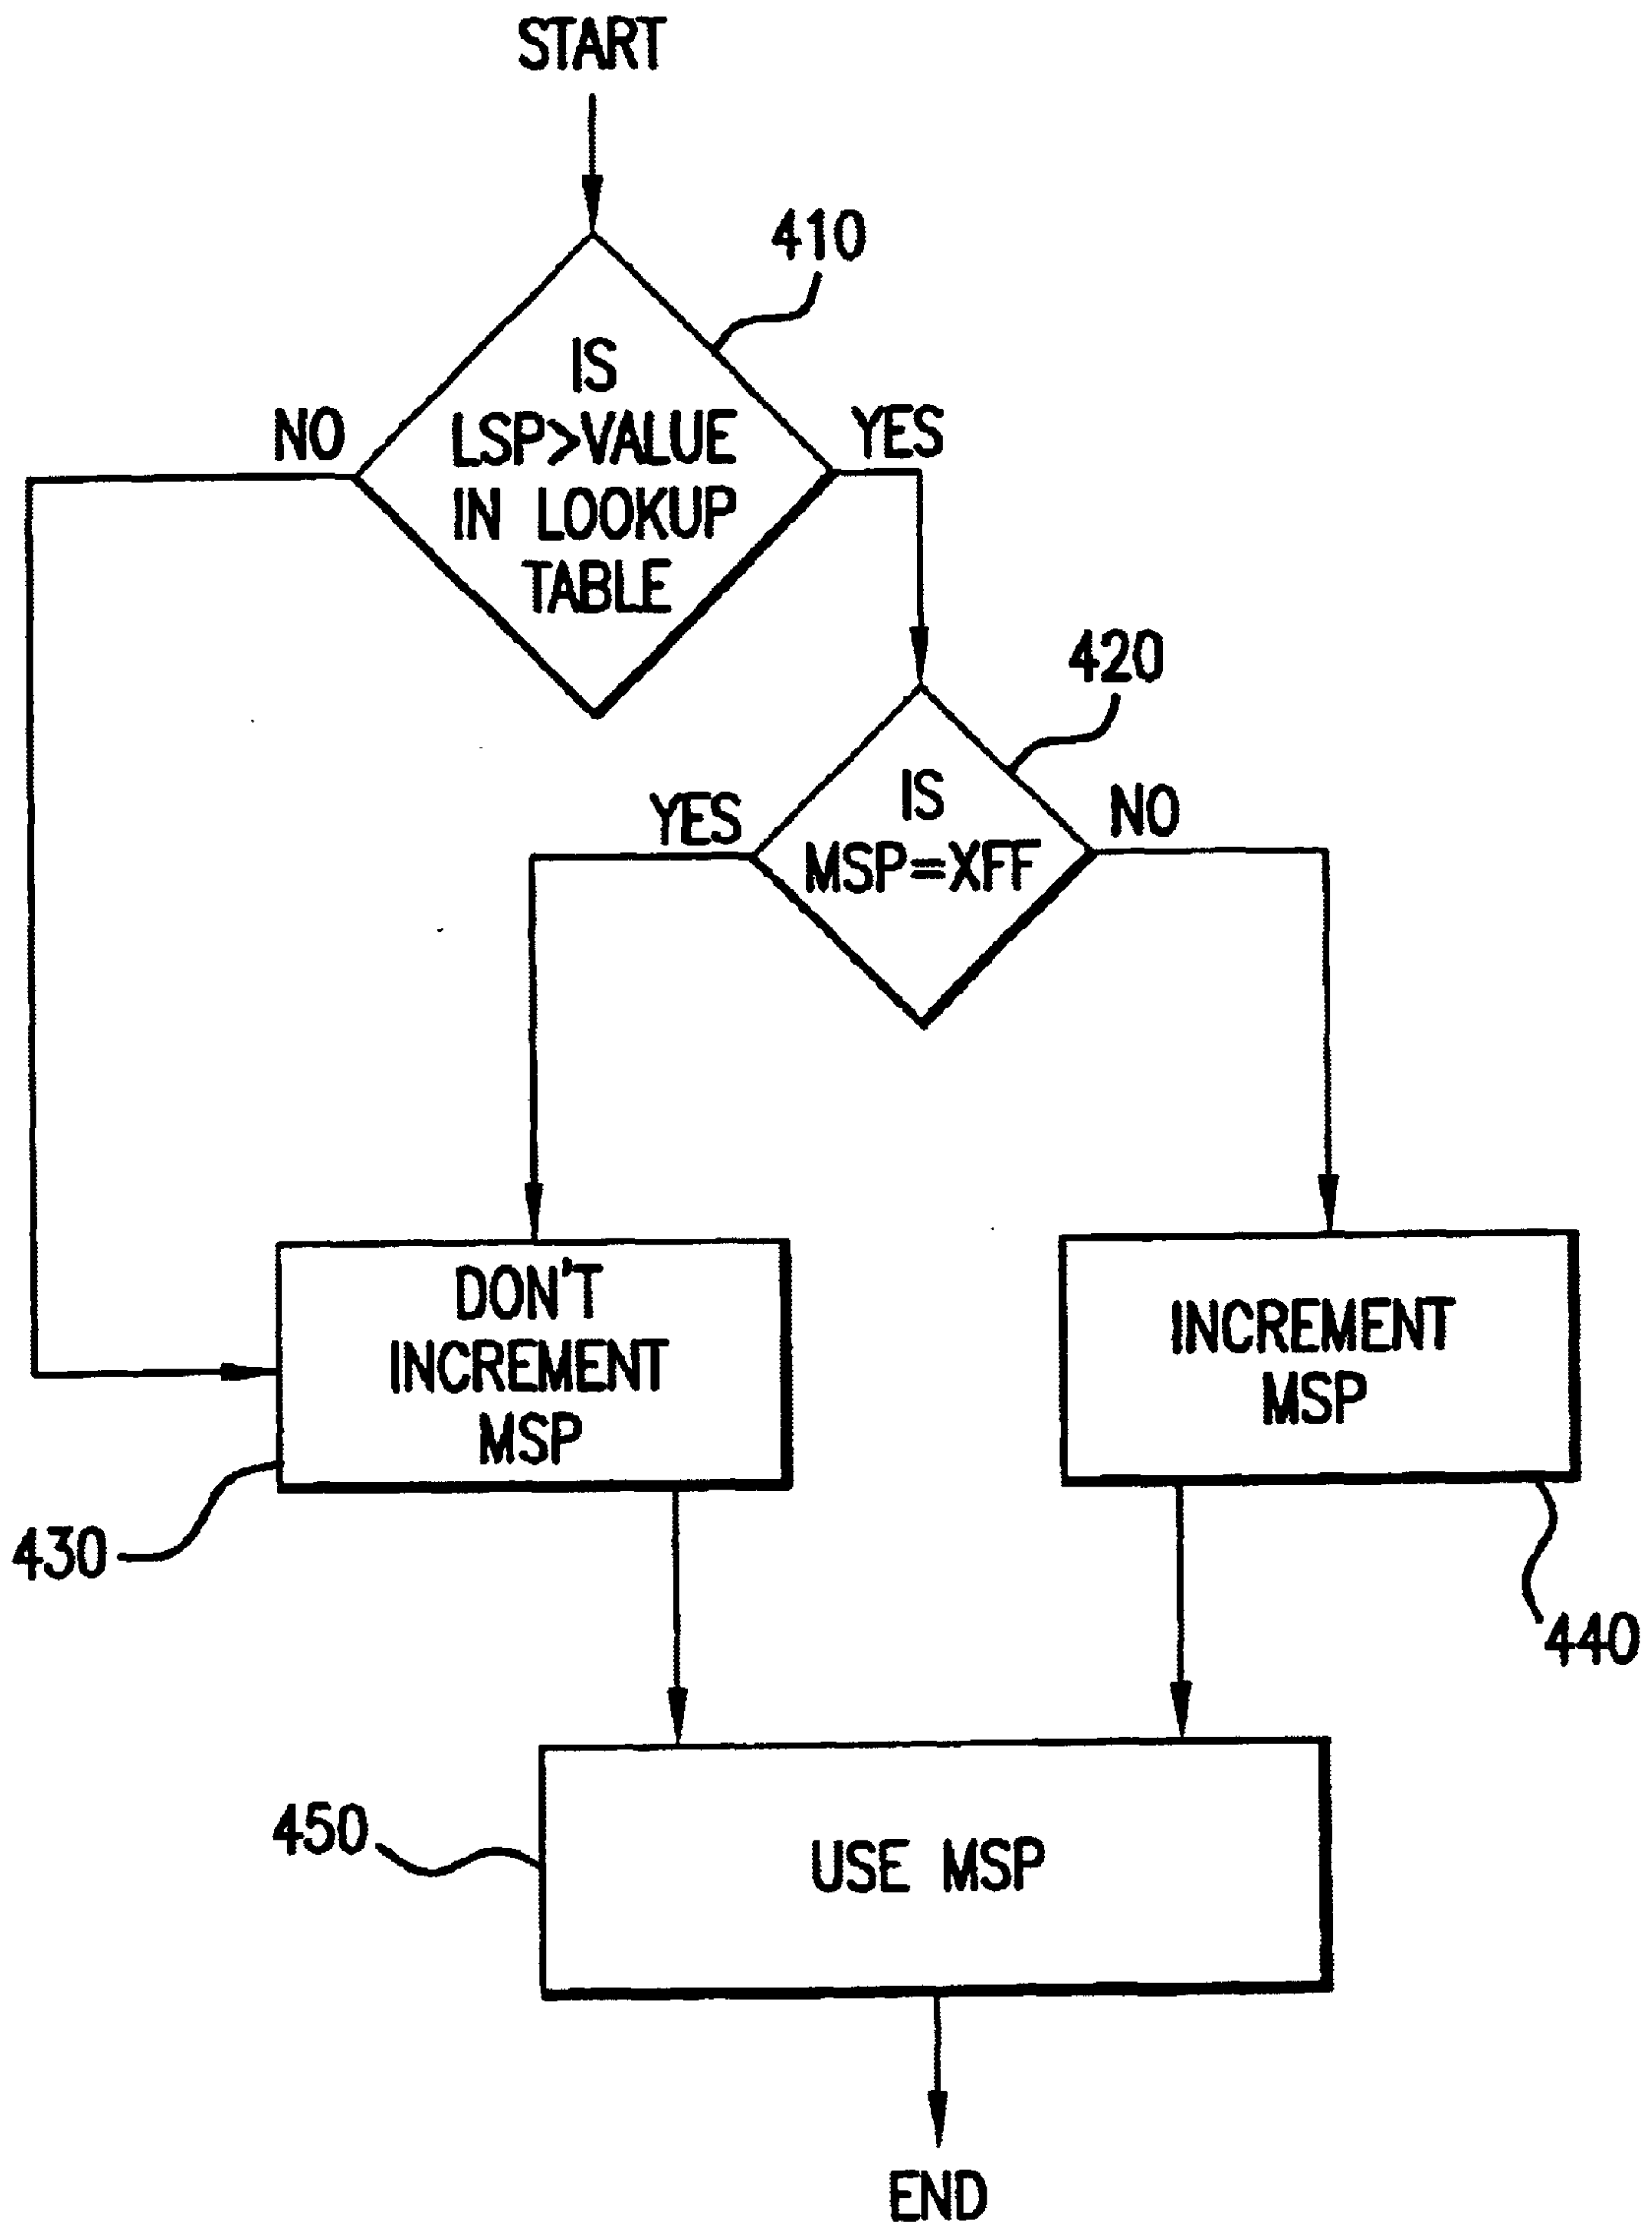 START
410
IS
LSP>VALUE
IN LOOKUP
TABLE
NO
YES
420
IS
MSP=XFF
YES
NO
DON'T
INCREMENT
MSP
430
INCREMENT
MSP
440
450
USE MSP
END